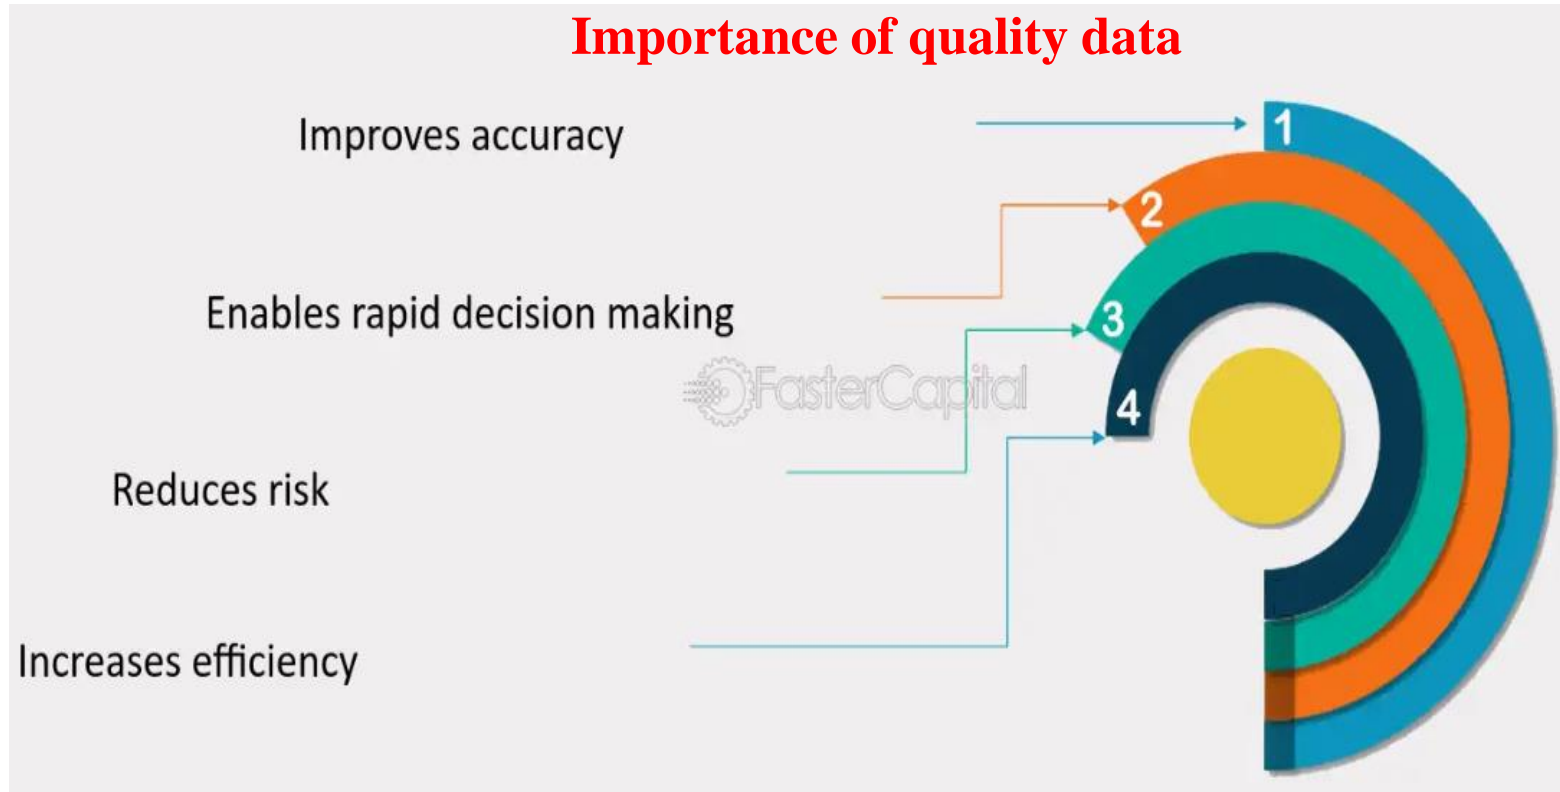 Importance of quality data
Improves accuracy
1
2
Enables rapid decision making
3
FasterCapital
4
Reduces risk
Increases efficiency